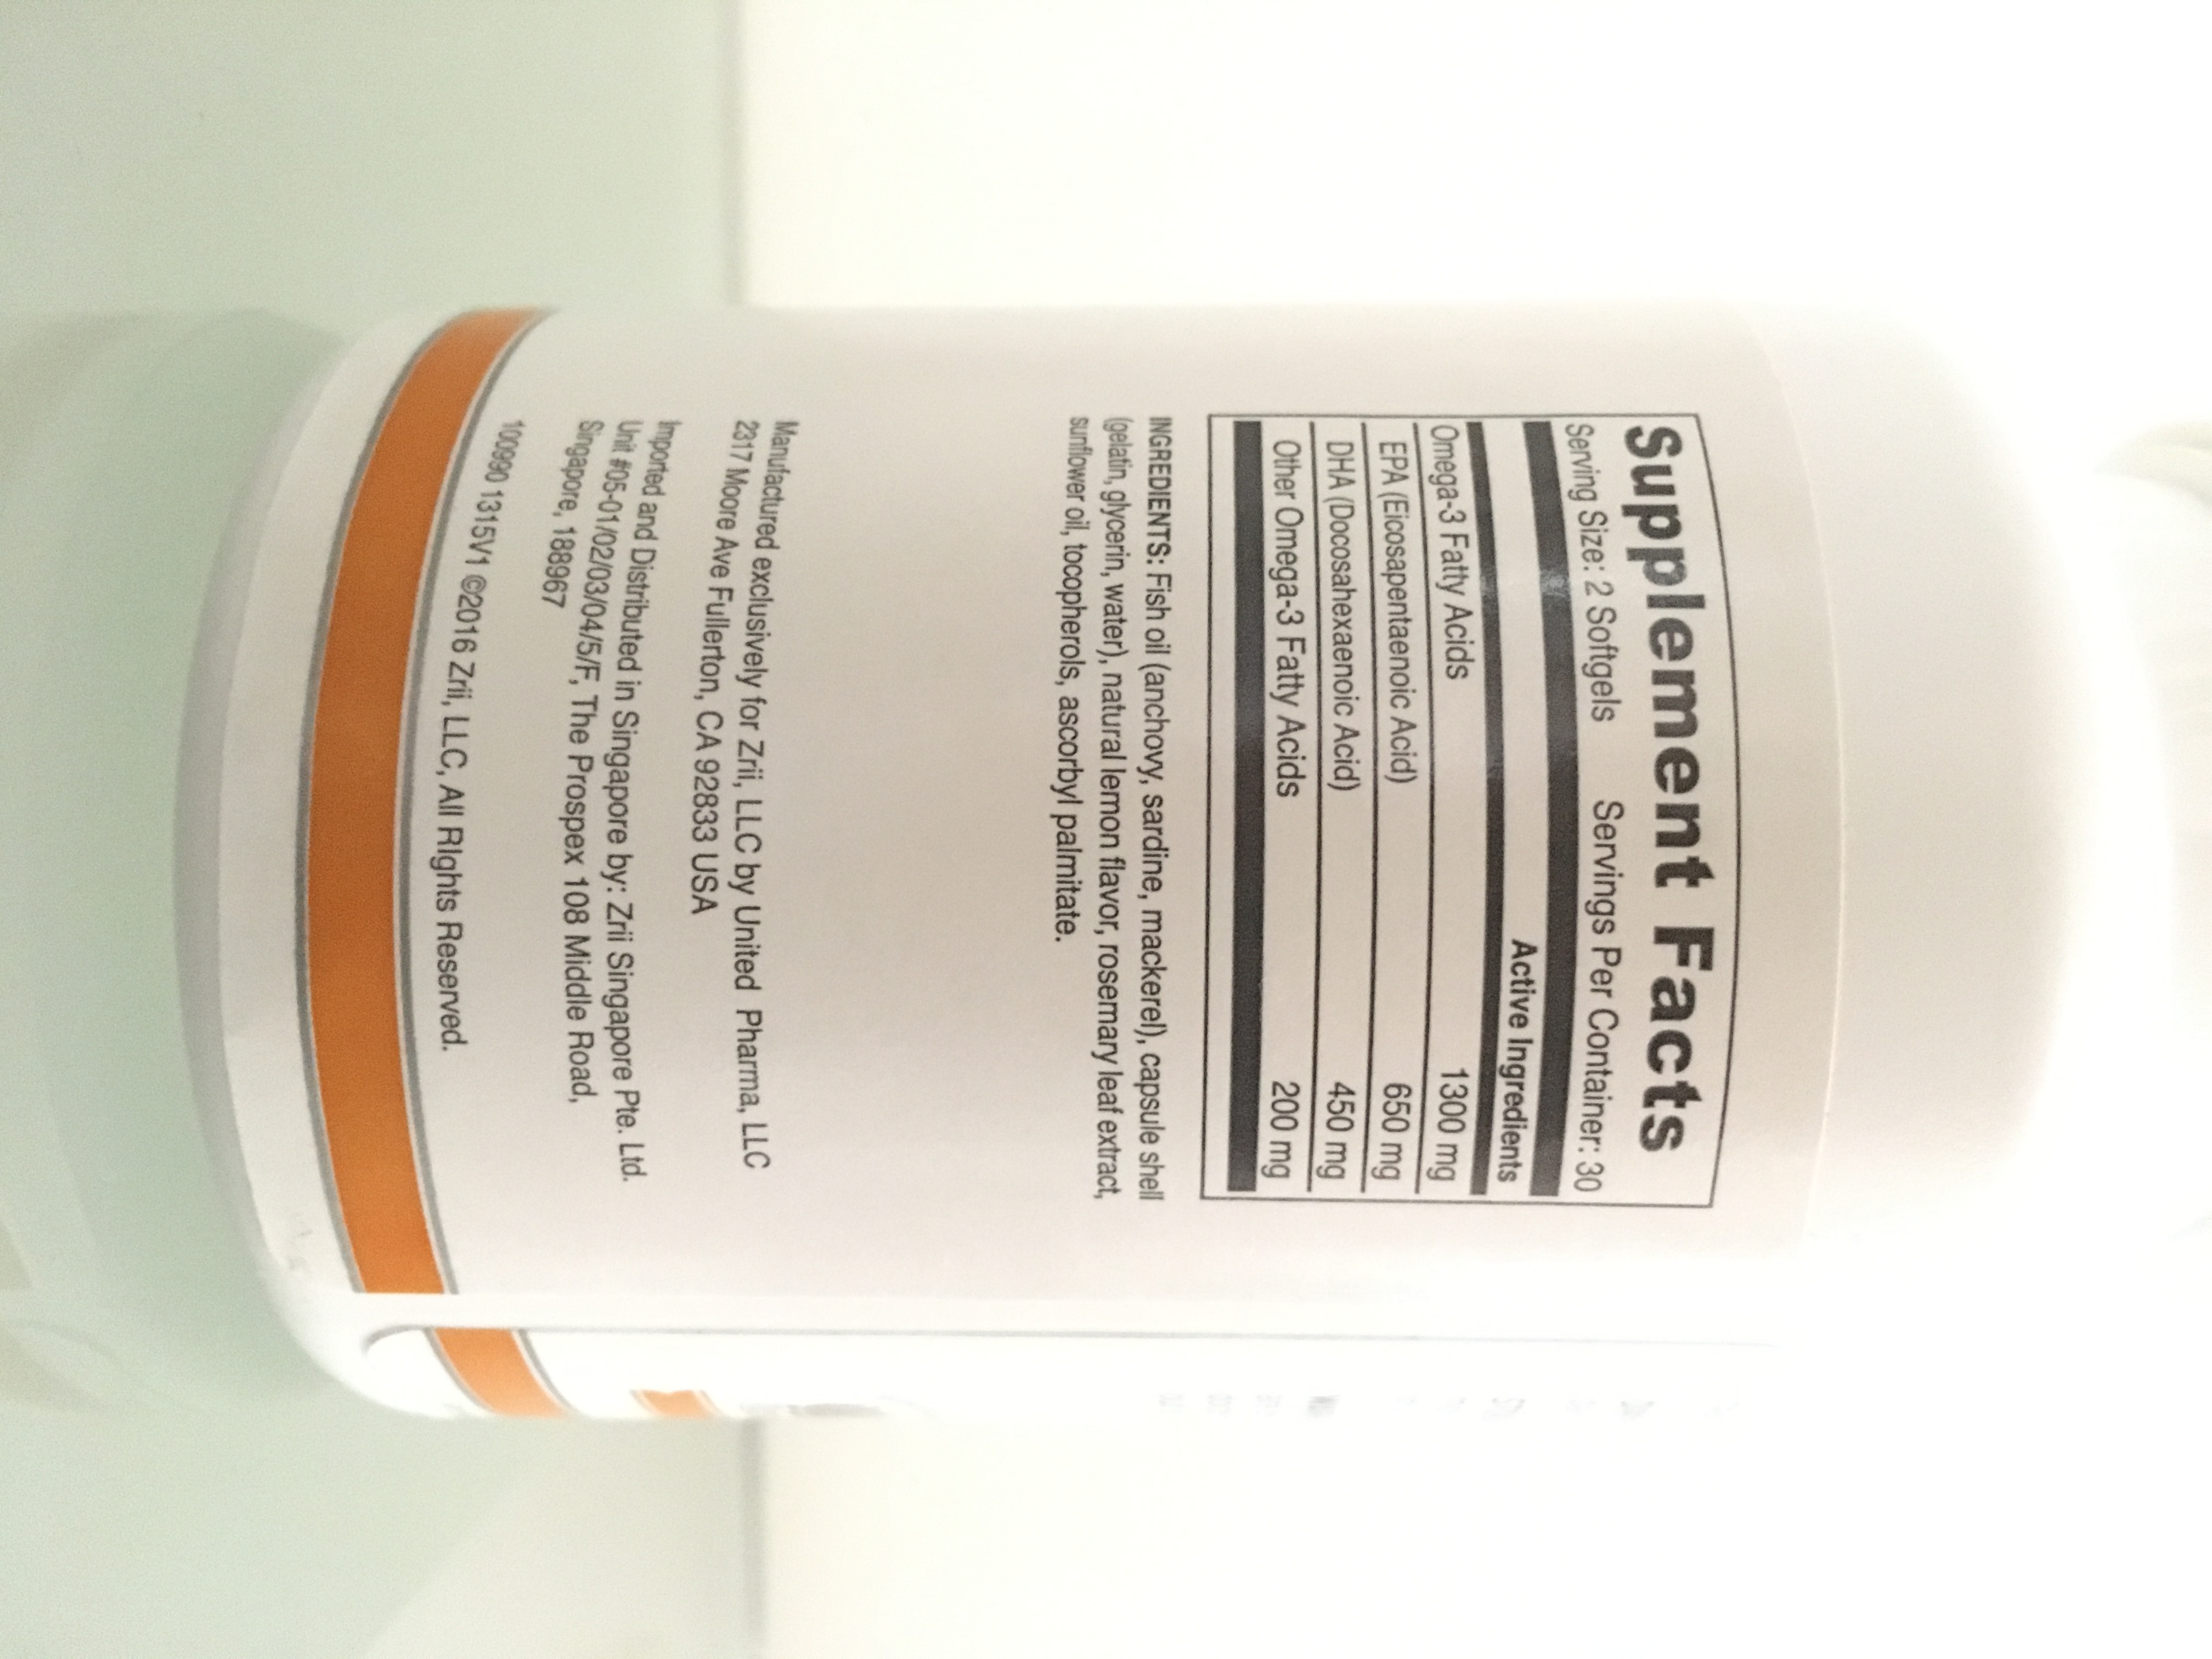 Supplement Facts
Serving Size: 2 Softgels Servings Per Container: 30
Active Ingredients
Omega-3 Fatty Acids 1300 mg
EPA (Eicosapentaenoic Acid) 650 mg
DHA (Docosahexaenoic Acid) 450 mg
Other Omega-3 Fatty Acids 200 mg
INGREDIENTS: Fish oil (anchovy, sardine, mackerel), capsule shell
(gelatin, glycerin, water), natural lemon flavor, rosemary leaf extract,
sunflower oil, tocopherols, ascorbyl palmitate.
Manufactured exclusively for Zrii, LLC by United Pharma, LLC
2317 Moore Ave Fullerton, CA 92833 USA
Imported and Distributed in Singapore by: Zrii Singapore Pte. Ltd.
Unit #05-01/02/03/04/5/F, The Prospex 108 Middle Road,
Singapore, 188967
100990 1315V1 ©2016 Zrii, LLC, All RIghts Reserved.